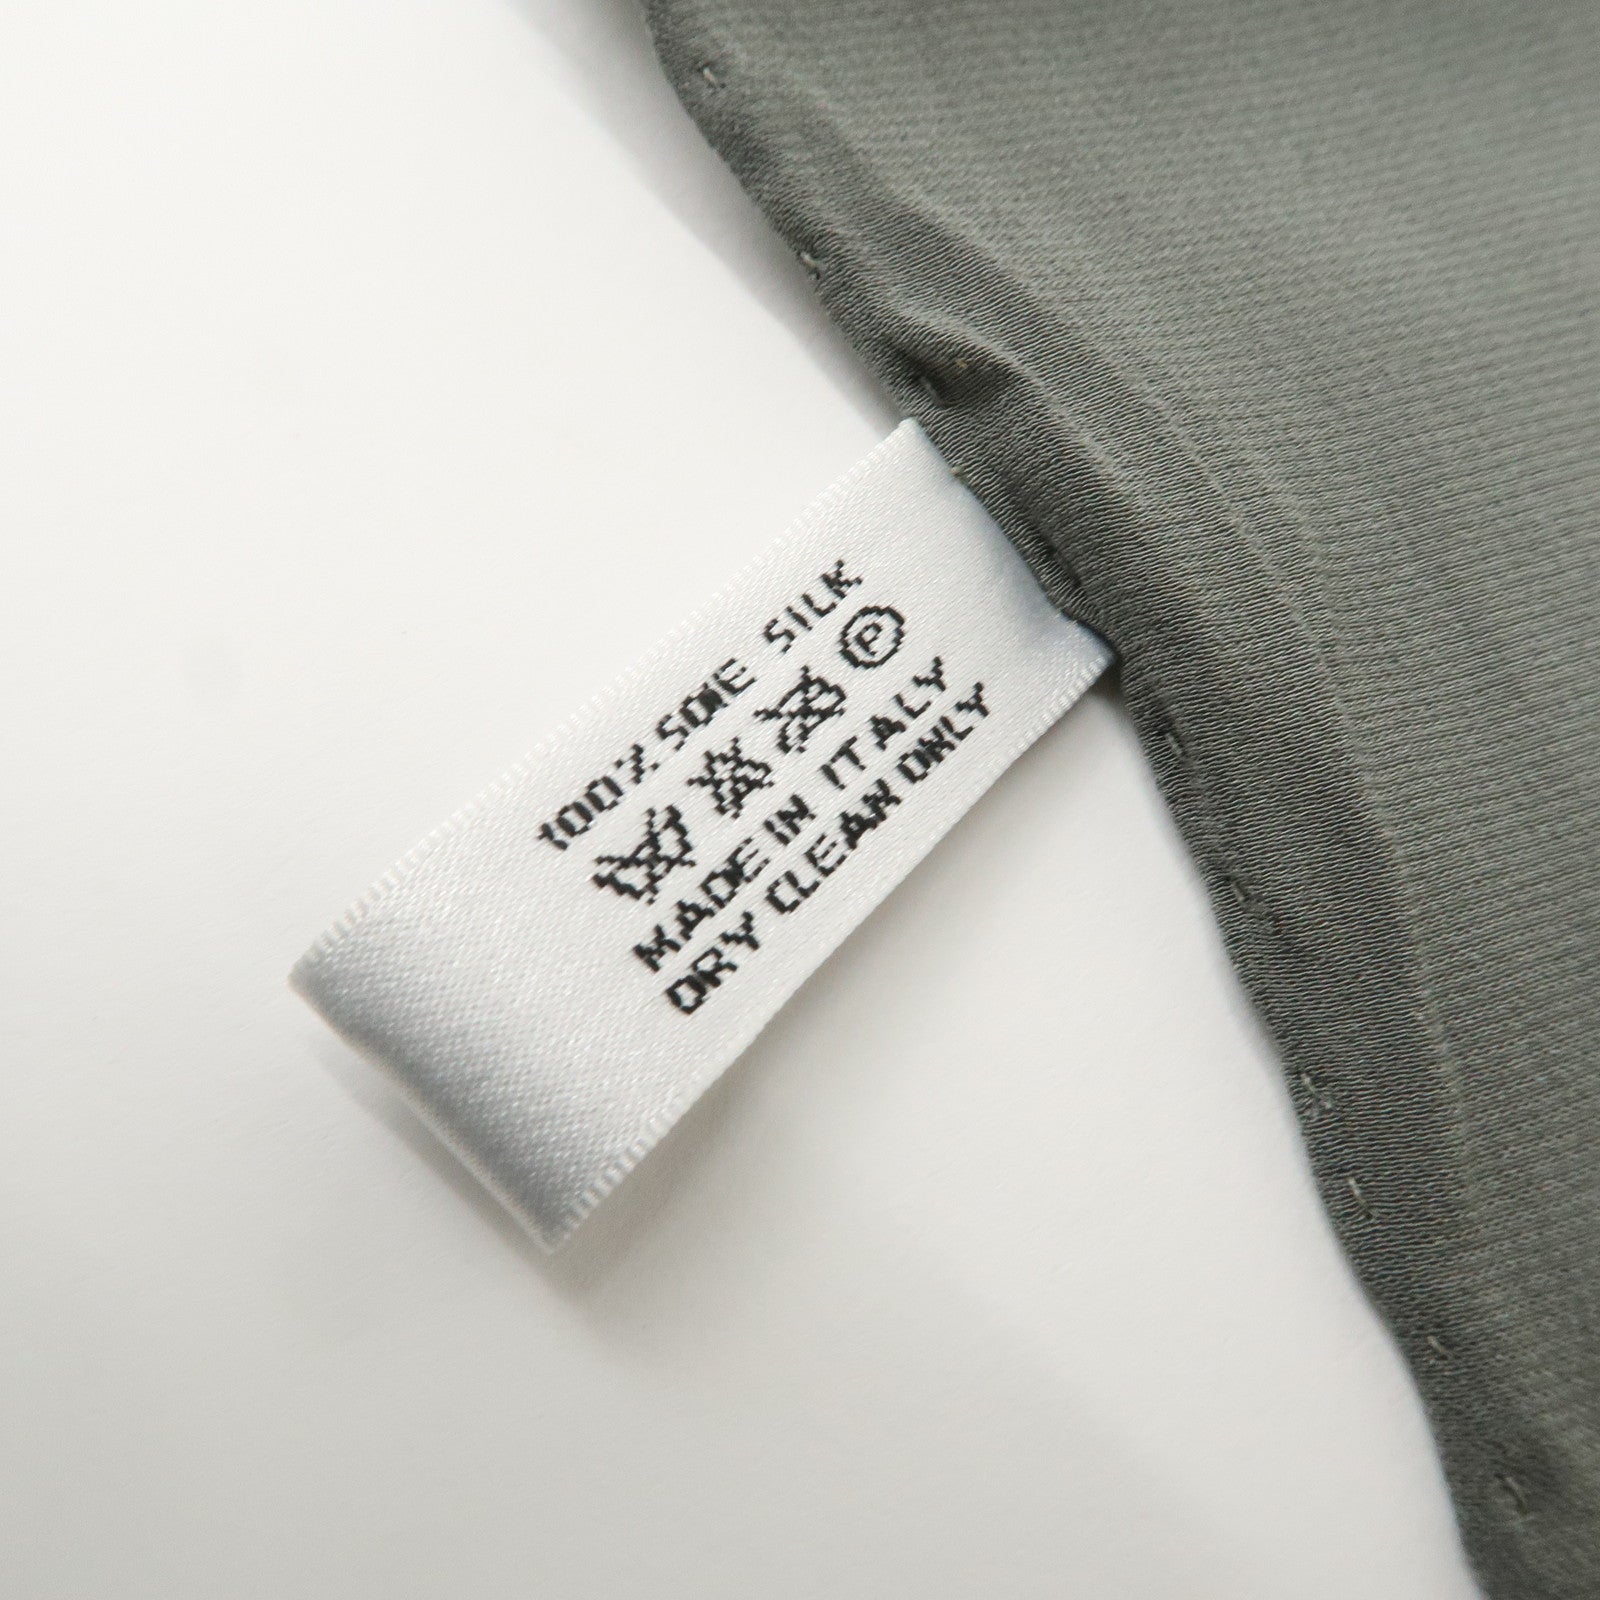 100% SOIE SILK
P
MADE IN ITALY
DRY CLEAN ONLY